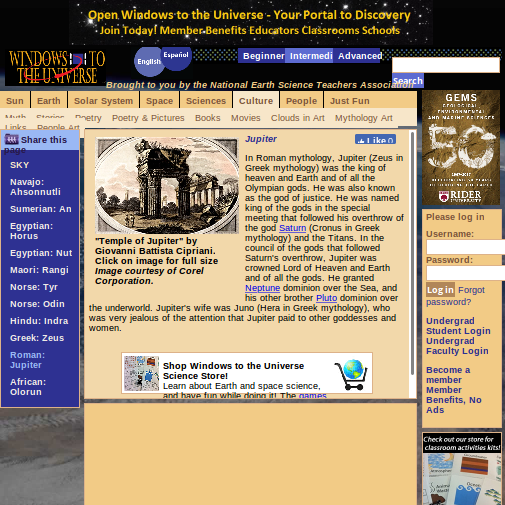 Open Windows to the Universe - Your Portal to Discovery
Join Today! Member Benefits Educators Classrooms Schools
WINDOWS TO
THE UNIVERSE
English
Español
Beginner Intermedi Advanced
Search
Brought to you by the National Earth Science Teachers Association
Sun Earth Solar System Space Sciences Culture People Just Fun
Myth Stories Poetry Poetry & Pictures Books Movies Clouds in Art Mythology Art
Links People Art
Share this page
SKY
Navajo:
Ahsonnutli
Sumerian: An
Egyptian:
Horus
Egyptian: Nut
Maori: Rangi
Norse: Tyr
Norse: Odin
Hindu: Indra
Greek: Zeus
Roman:
Jupiter
African:
Olorun
"Temple of Jupiter" by
Giovanni Battista Cipriani.
Click on image for full size
Image courtesy of Corel
Corporation.
Jupiter
Like 0
In Roman mythology, Jupiter (Zeus in
Greek mythology) was the king of
heaven and Earth and of all the
Olympian gods. He was also known
as the god of justice. He was named
king of the gods in the special
meeting that followed his overthrow of
the god Saturn (Cronus in Greek
mythology) and the Titans. In the
council of the gods that followed
Saturn's overthrow, Jupiter was
crowned Lord of Heaven and Earth
and of all the gods. He granted
Neptune dominion over the Sea, and
his other brother Pluto dominion over
the underworld. Jupiter's wife was Juno (Hera in Greek mythology), who
was very jealous of the attention that Jupiter paid to other goddesses and
women.
Shop Windows to the Universe
Science Store!
Learn about Earth and space science,
and have fun while doing it! The games
GEMS
GEOLOGICAL
ENVIRONMENTAL
AND MARINE SCIENCES
50
RIDER
UNIVERSITY
Please log in
Username:
Password:
Log in Forgot
password?
Undergrad
Student Login
Undergrad
Faculty Login
Become a
member
Member
Benefits, No
Ads
Check out our store for
classroom activities kits!